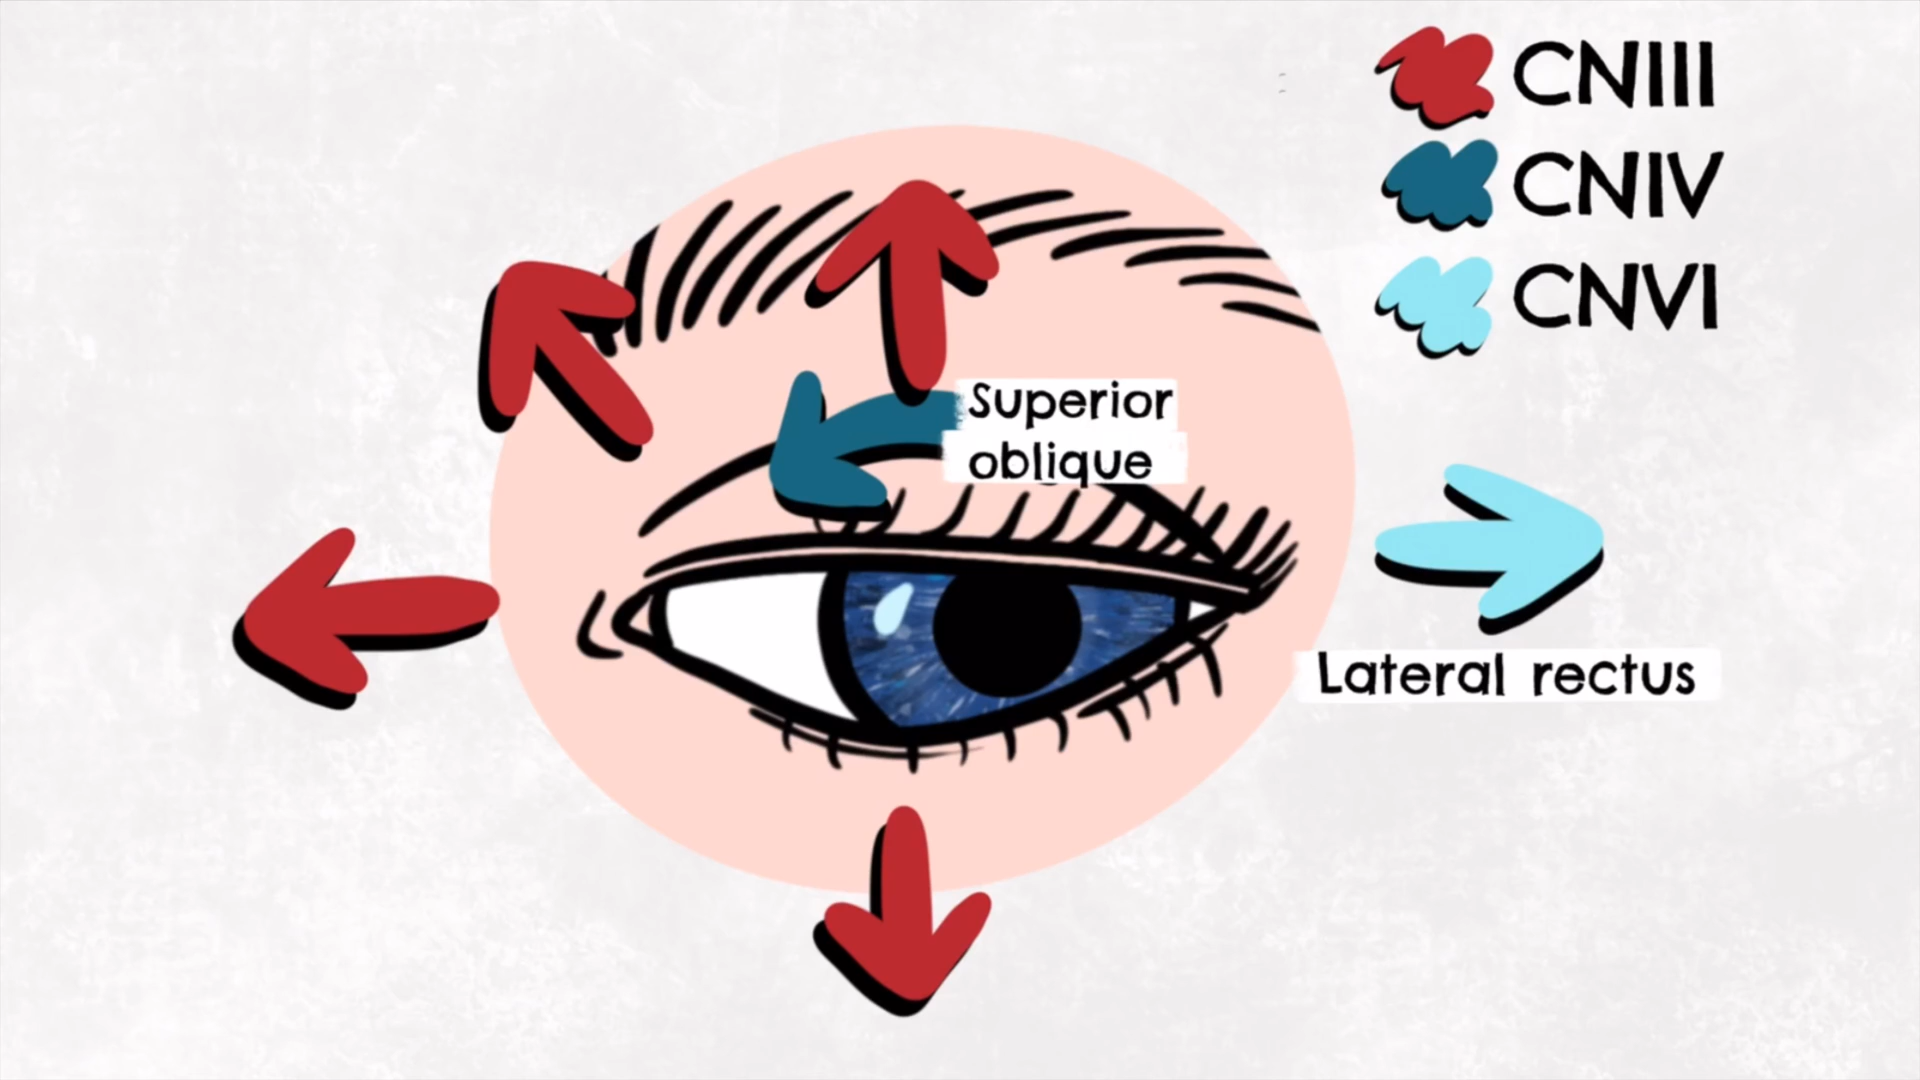 CNIII
CNIV
CNVI
Superior
oblique
Lateral rectus